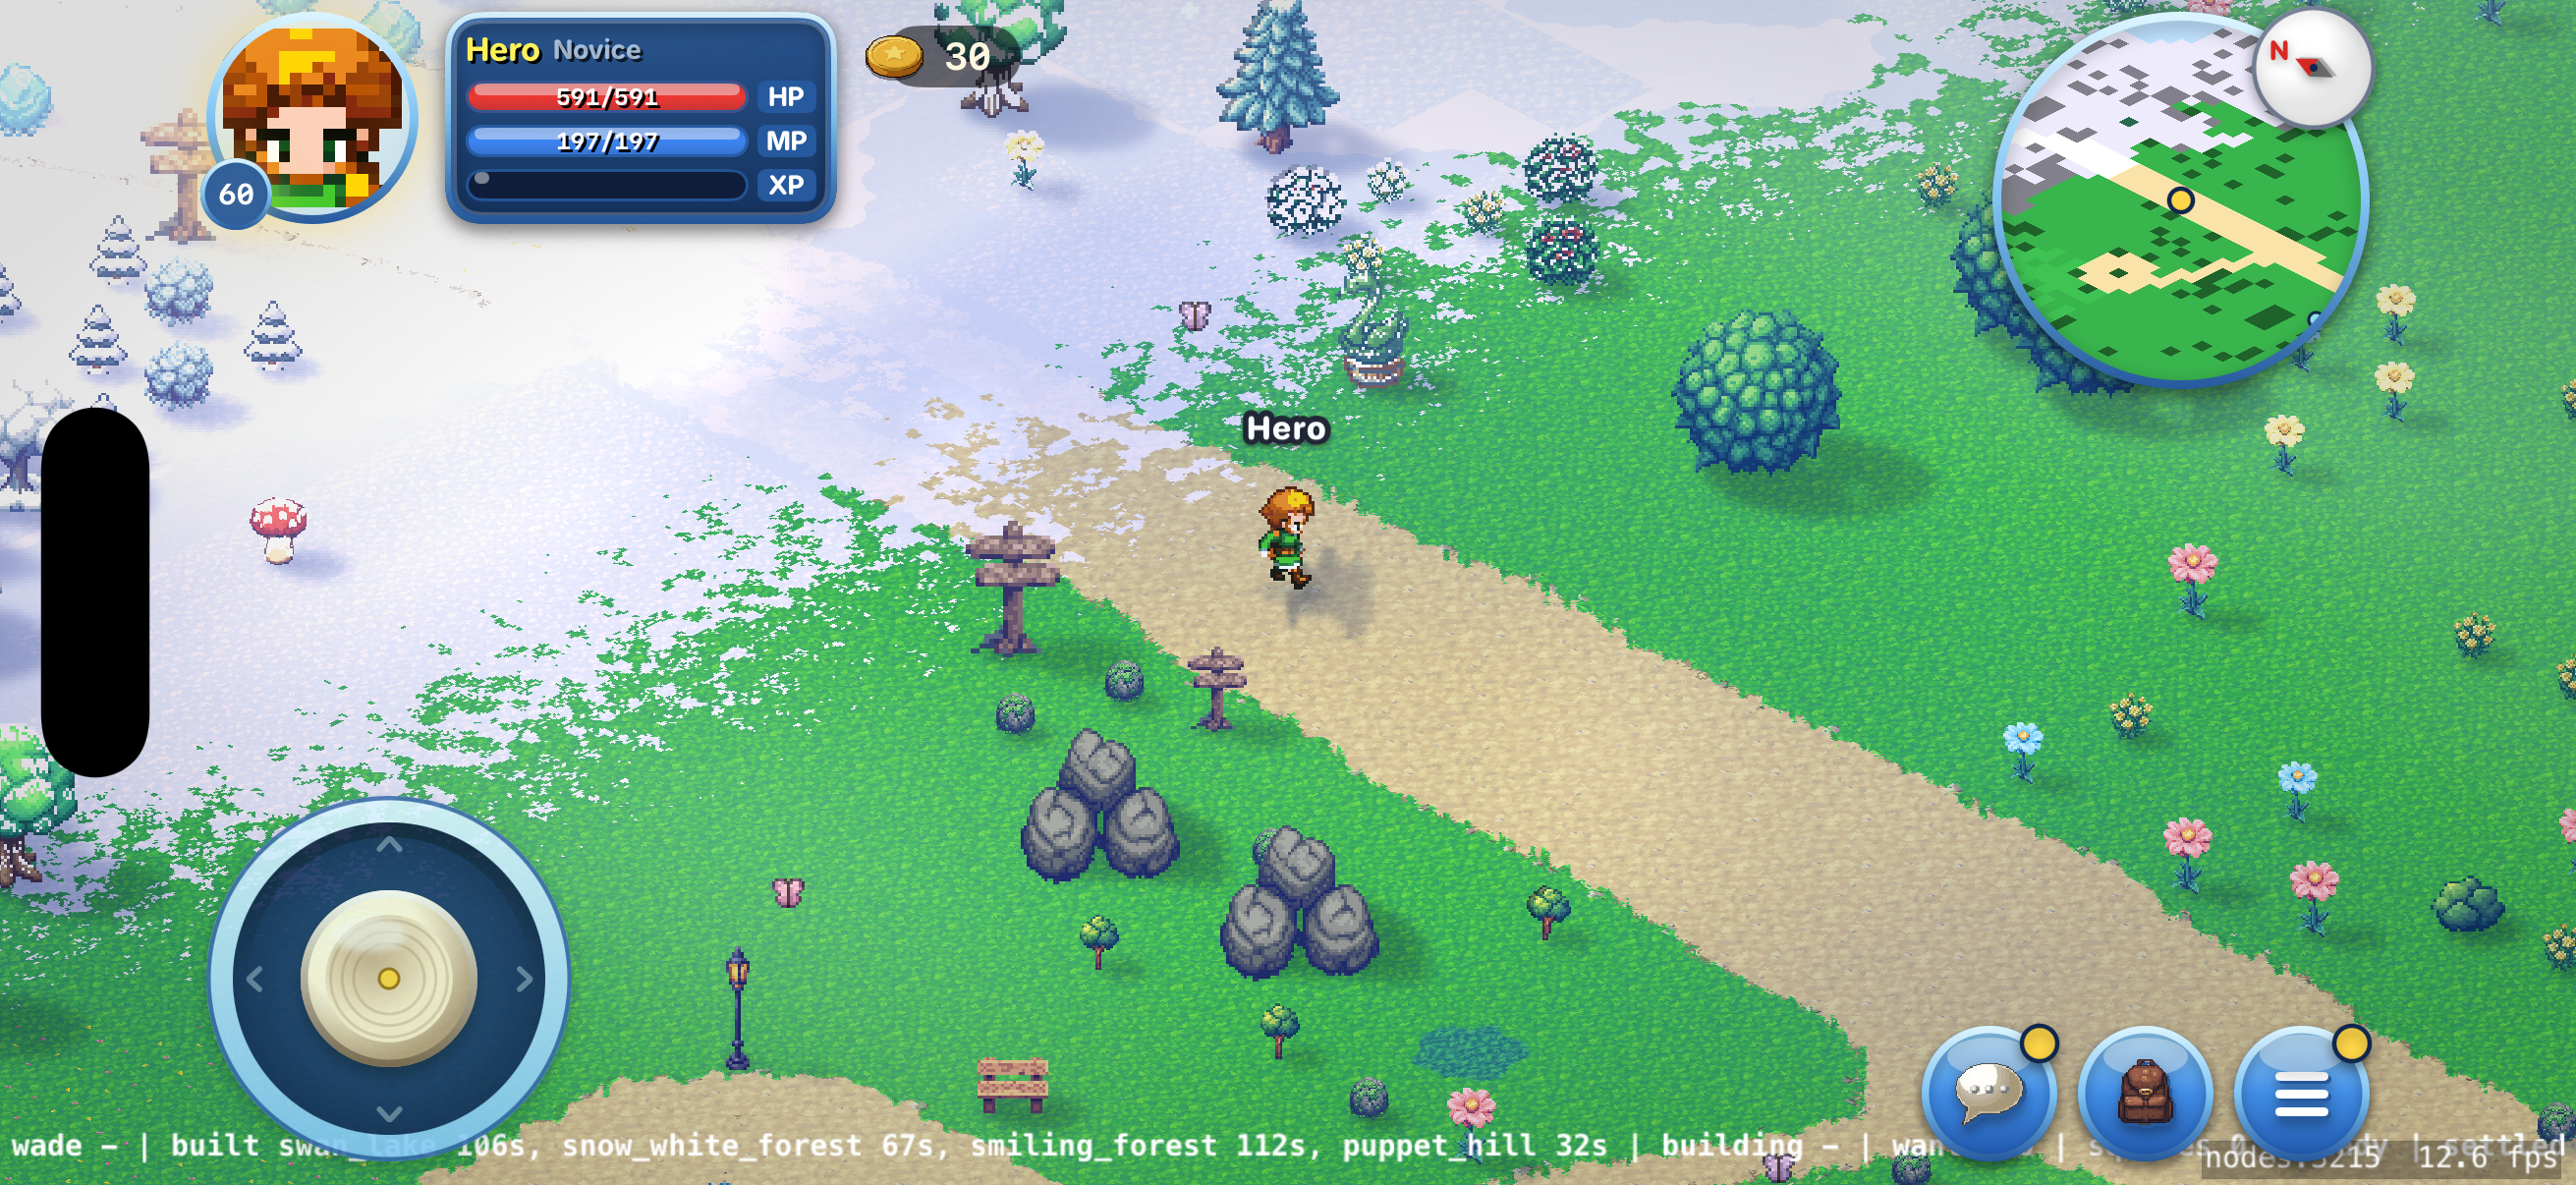 Hero Novice
591/591 HP
197/197 MP
XP
60
30
N
Hero
wade — | built swan_lake 106s, snow_white_forest 67s, smiling_forest 112s, puppet_hill 32s | building — | settled
nodes:3215 12.6 fps